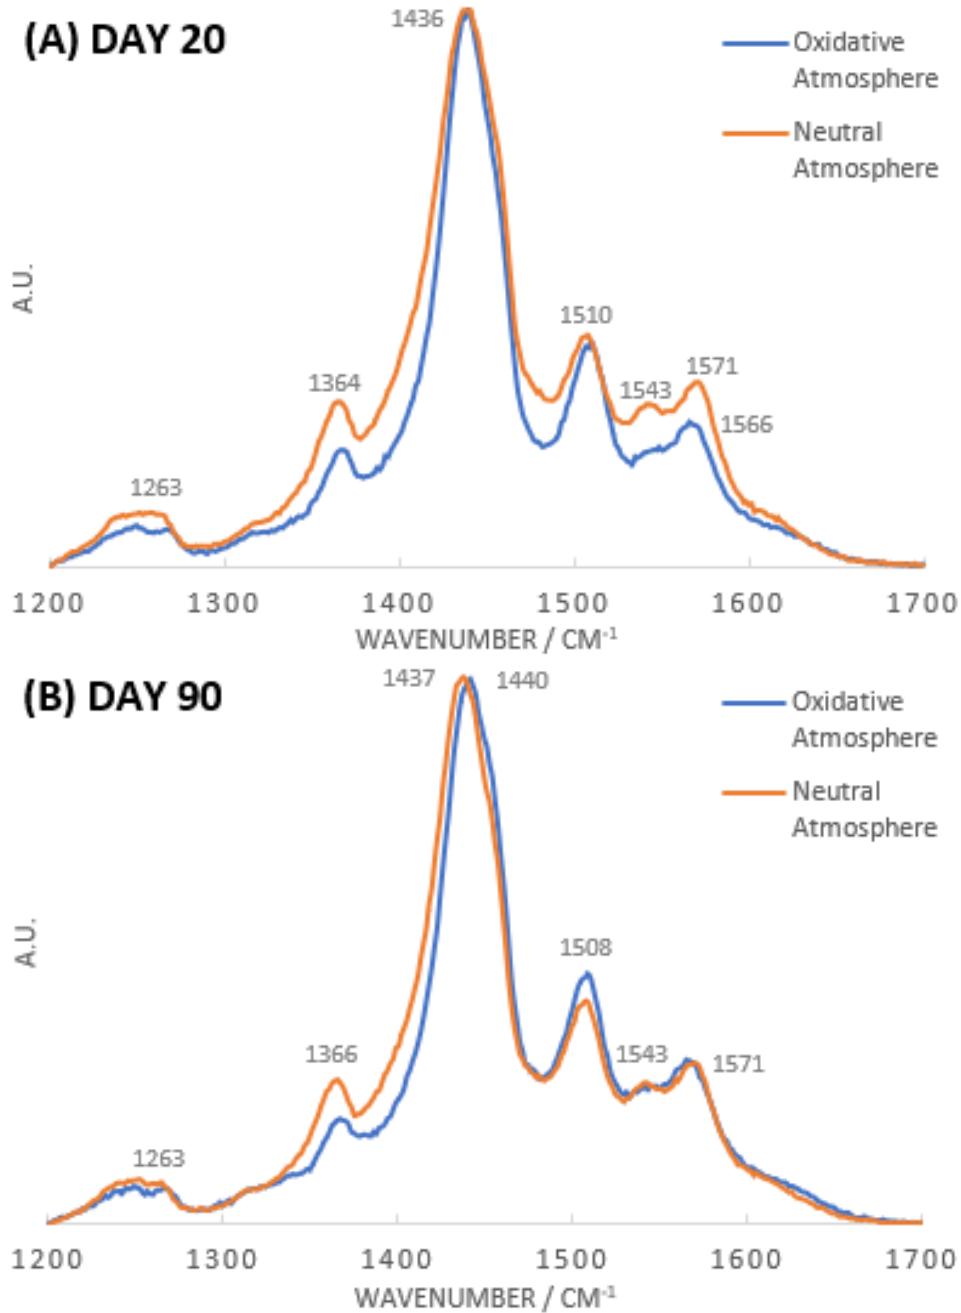 (A) DAY 20
1436
Oxidative
Atmosphere
Neutral
Atmosphere
A.U.
1510
1364
1571
1543
1566
1263
1200 1300 1400 1500 1600 1700
WAVENUMBER / CM-1
(B) DAY 90
1437 1440
Oxidative
Atmosphere
Neutral
Atmosphere
A.U.
1508
1366
1543
1571
1263
1200 1300 1400 1500 1600 1700
WAVENUMBER / CM-1